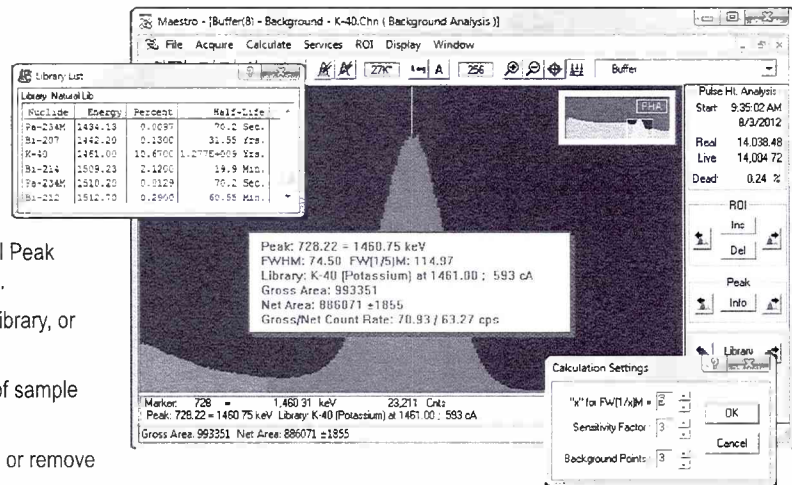 Maestro - [Buffer(8) - Background - K-40.Chn ( Background Analysis )]
File Acquire Calculate Services ROI Display Window
Log A 256 Buffer
Library List
Library: Natural.Lib
Nuclide Energy Percent Half-Life
Pa-234M 1434.13 0.0097 70.2 Sec.
Bi-207 1442.20 0.1300 31.55 Yrs.
K-40 1461.00 10.6700 1.277E+009 Yrs.
Bi-214 1509.23 2.1200 19.9 Min.
Pa-234M 1510.20 0.0129 70.2 Sec.
Bi-212 1512.70 0.2900 60.55 Min.
PHA
Pulse Ht. Analysis
Start 9:35:02 AM
8/3/2012
Real 14,038.48
Live 14,004.72
Dead 0.24 %
ROI
Ins
Del
Peak
Info
Library
l Peak
ibrary, or
of sample
or remove
Peak: 728.22 = 1460.75 keV
FWHM: 74.50 FW(1/5)M: 114.97
Library: K-40 (Potassium) at 1461.00 ; 593 cA
Gross Area: 993351
Net Area: 886071 ±1855
Gross/Net Count Rate: 70.93 / 63.27 cps
Marker: 728 = 1,460.31 keV 23,211 Cnts
Peak: 728.22 = 1460.75 keV Library: K-40 (Potassium) at 1461.00 ; 593 cA
Gross Area: 993351 Net Area: 886071 ±1855
Calculation Settings
"x" for FW[1/x]M =
Sensitivity Factor 3
Background Points 3
OK
Cancel